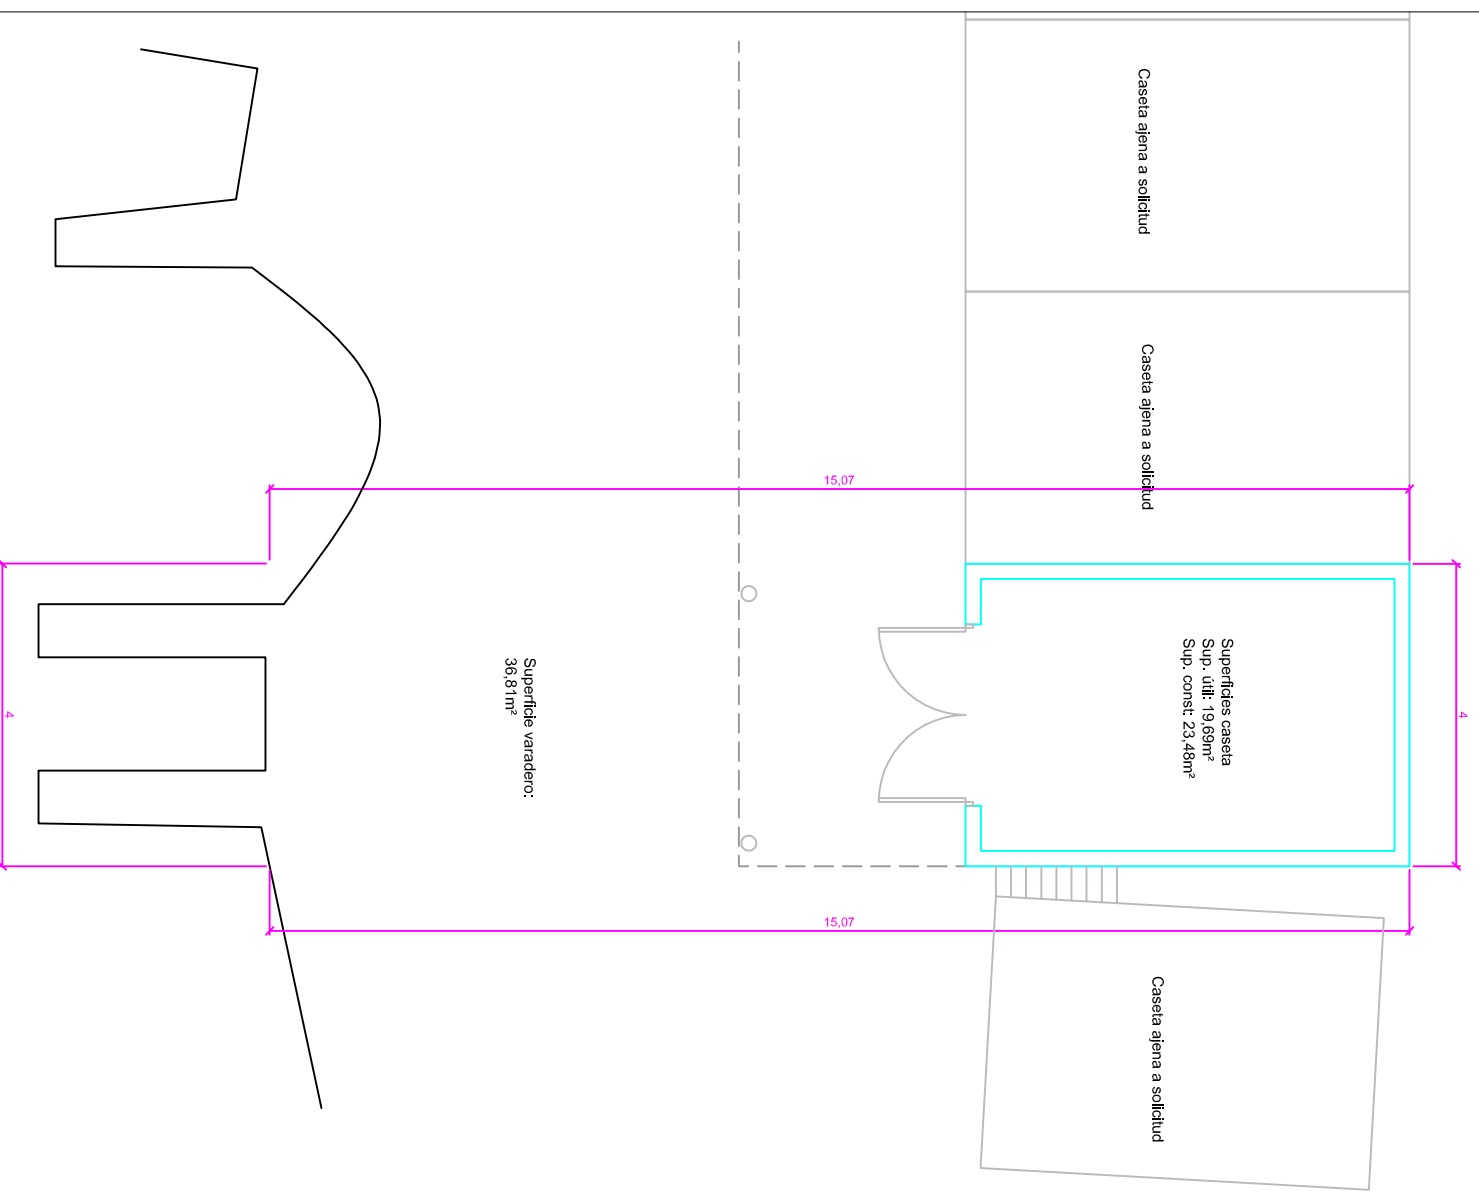 Caseta ajena a solicitud
Caseta ajena a solicitud
15,07
4
4
Superficies caseta
Sup. útil: 19,69m²
Sup. const: 23,48m²
Superficie varadero:
36,81m²
15,07
Caseta ajena a solicitud